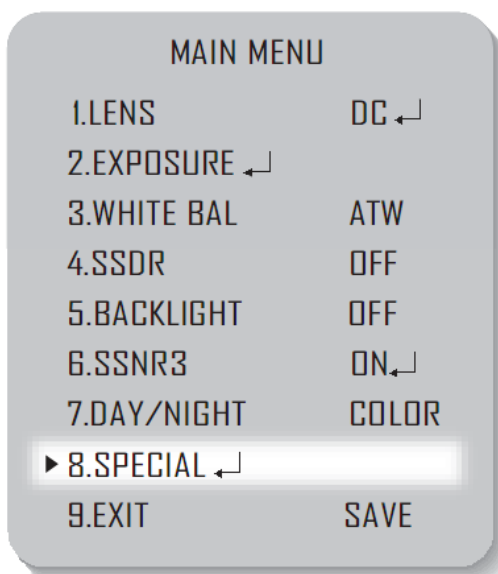 MAIN MENU
1.LENS DC ↵
2.EXPOSURE ↵
3.WHITE BAL ATW
4.SSDR OFF
5.BACKLIGHT OFF
6.SSNR3 ON↵
7.DAY/NIGHT COLOR
▶ 8.SPECIAL ↵
9.EXIT SAVE